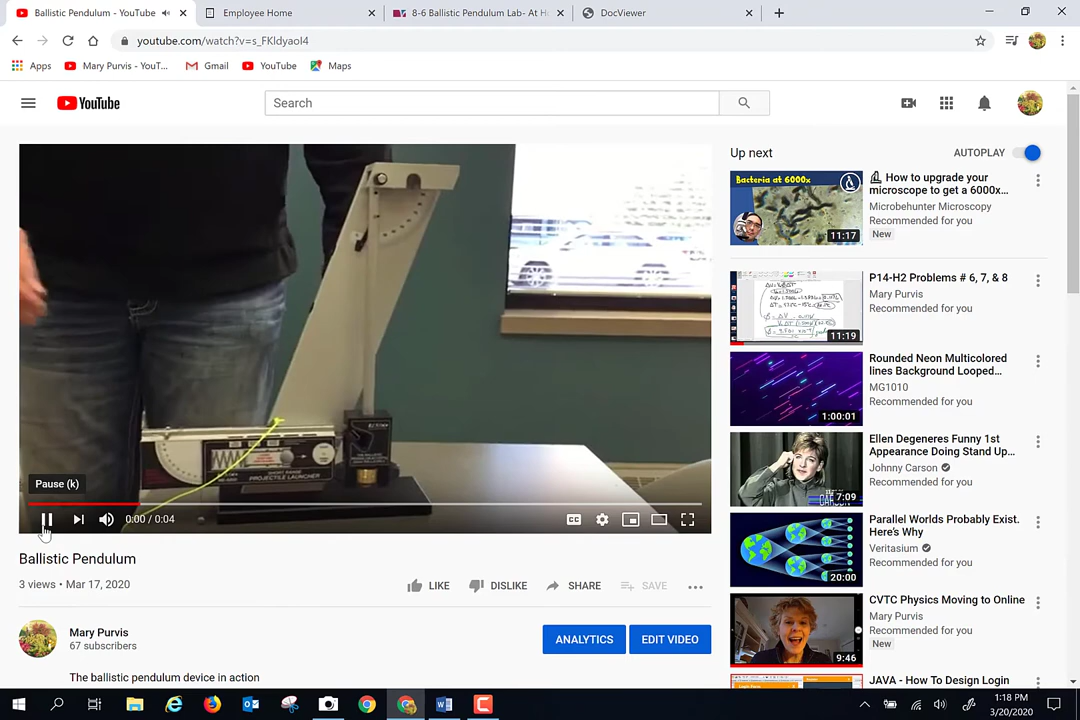 Ballistic Pendulum - YouTube
Employee Home
8-6 Ballistic Pendulum Lab- At H
DocViewer
youtube.com/watch?v=s_FKldyaoI4
Apps
Mary Purvis - YouT...
Gmail
YouTube
Maps
YouTube
Search
Up next
AUTOPLAY
Bacteria at 6000x
11:17
How to upgrade your
microscope to get a 6000x...
Microbehunter Microscopy
Recommended for you
New
11:19
P14-H2 Problems # 6, 7, & 8
Mary Purvis
Recommended for you
1:00:01
Rounded Neon Multicolored
lines Background Looped...
MG1010
Recommended for you
CARSON
7:09
Ellen Degeneres Funny 1st
Appearance Doing Stand Up...
Johnny Carson
Recommended for you
20:00
Parallel Worlds Probably Exist.
Here's Why
Veritasium
Recommended for you
9:46
CVTC Physics Moving to Online
Mary Purvis
Recommended for you
New
JAVA - How To Design Login
SHORT RANGE
PROJECTILE LAUNCHER
Pause (k)
0:00 / 0:04
CC
Ballistic Pendulum
3 views • Mar 17, 2020
LIKE
DISLIKE
SHARE
SAVE
Mary Purvis
67 subscribers
ANALYTICS
EDIT VIDEO
The ballistic pendulum device in action
1:18 PM
3/20/2020